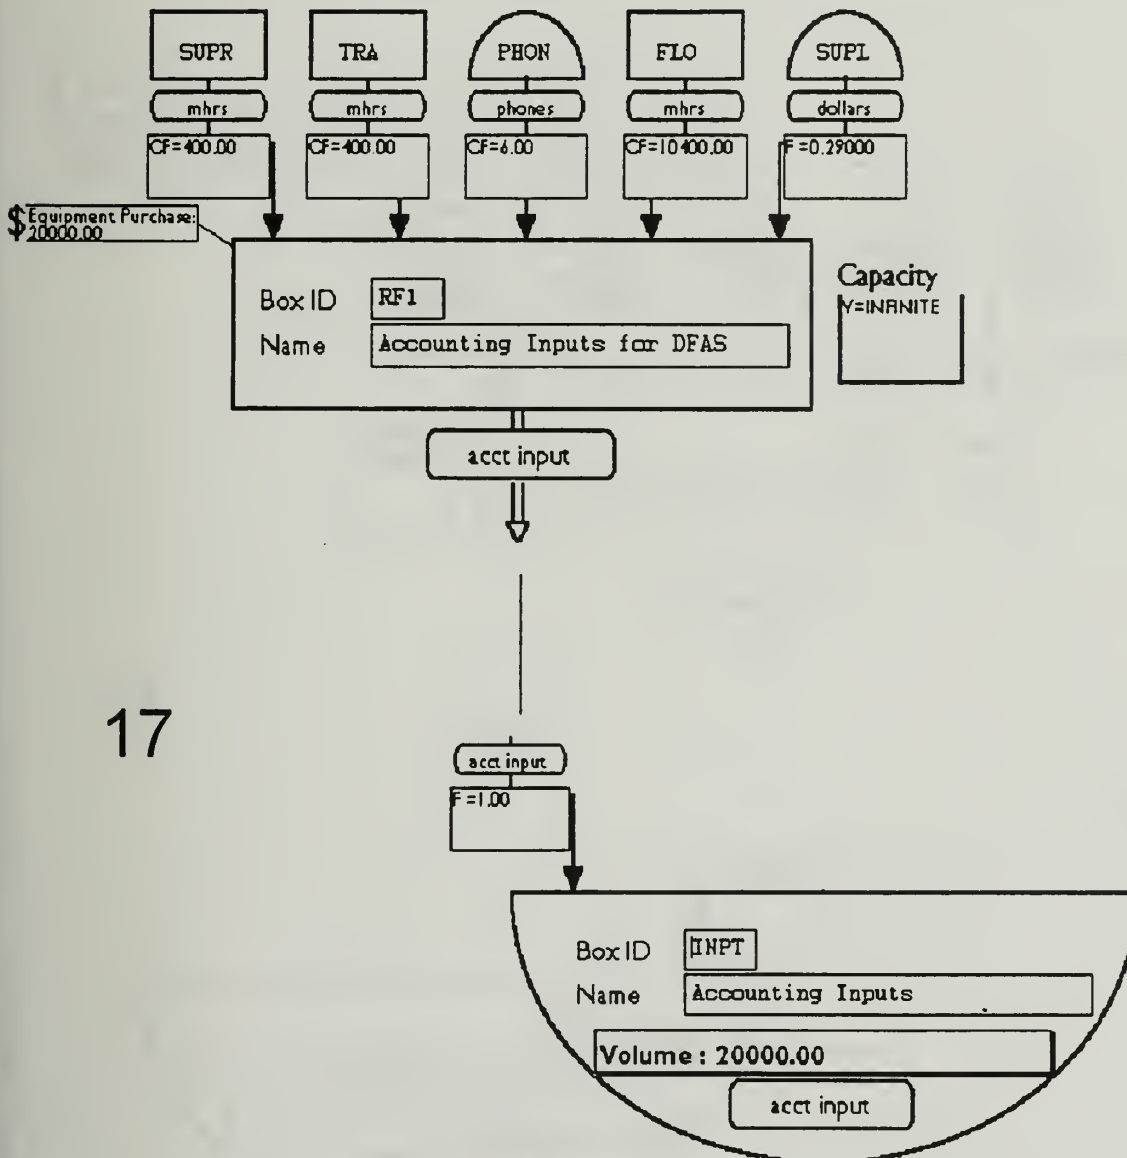 SUPR TRA PHON FLO SUPL
mhrs mhrs phones mhrs dollars
CF=400.00 CF=400.00 CF=6.00 CF=10400.00 F=0.29000
$ Equipment Purchase:
20000.00
Box ID RF1
Name Accounting Inputs for DFAS
Capacity
Y=INFINITE
acct input
17
acct input
F=1.00
Box ID INPT
Name Accounting Inputs
Volume: 20000.00
acct input